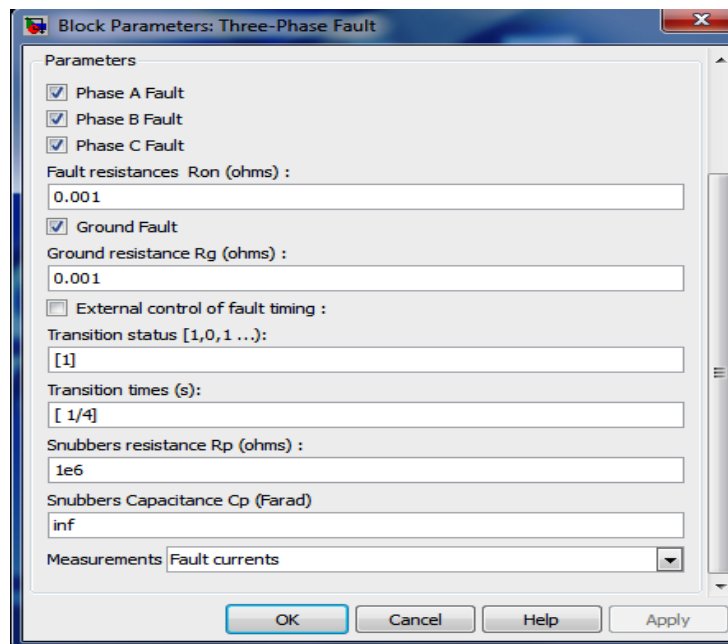 Block Parameters: Three-Phase Fault
Parameters
Phase A Fault
Phase B Fault
Phase C Fault
Fault resistances Ron (ohms) :
0.001
Ground Fault
Ground resistance Rg (ohms) :
0.001
External control of fault timing :
Transition status [1,0,1 ...):
[1]
Transition times (s):
[ 1/4]
Snubbers resistance Rp (ohms) :
1e6
Snubbers Capacitance Cp (Farad)
inf
Measurements Fault currents
OK Cancel Help Apply